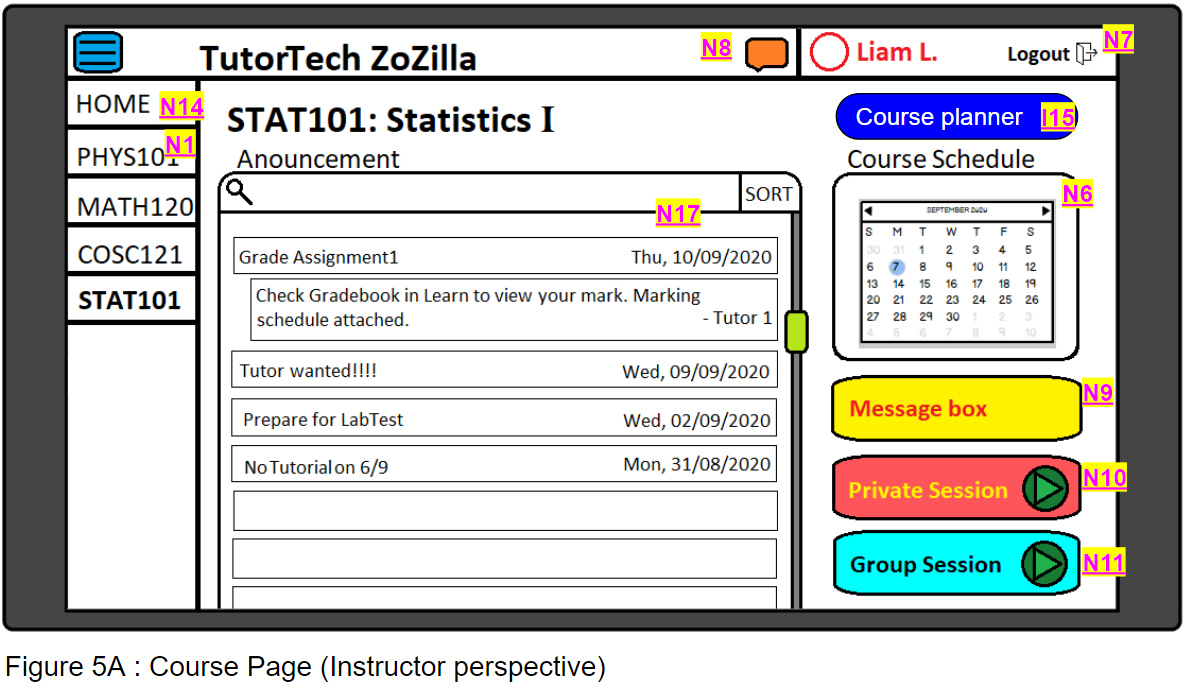 TutorTech ZoZilla
N8
Liam L.
Logout
N7
HOME
N14
PHYS101
N1
MATH120
COSC121
STAT101
STAT101: Statistics I
Anouncement
SORT
N17
Grade Assignment1 Thu, 10/09/2020
Check Gradebook in Learn to view your mark. Marking
schedule attached. - Tutor 1
Tutor wanted!!!! Wed, 09/09/2020
Prepare for LabTest Wed, 02/09/2020
No Tutorial on 6/9 Mon, 31/08/2020
Course planner
I15
Course Schedule
N6
SEPTEMBER 2020
S M T W T F S
30 31 1 2 3 4 5
6 7 8 9 10 11 12
13 14 15 16 17 18 19
20 21 22 23 24 25 26
27 28 29 30 1 2 3
4 5 6 7 8 9 10
Message box
N9
Private Session
N10
Group Session
N11
Figure 5A : Course Page (Instructor perspective)